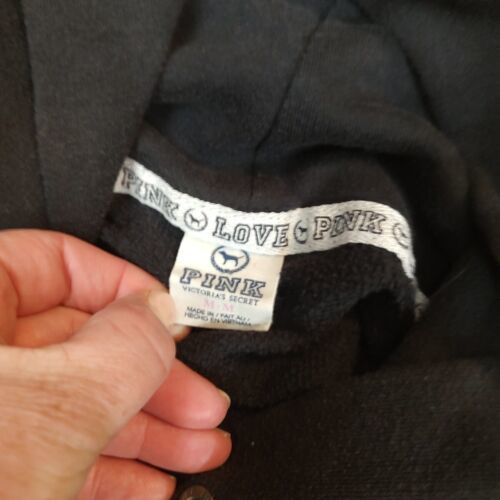 PINK LOVE PINK
PINK
VICTORIA'S SECRET
M - M
MADE IN / FAIT AU /
HECHO EN VIETNAM